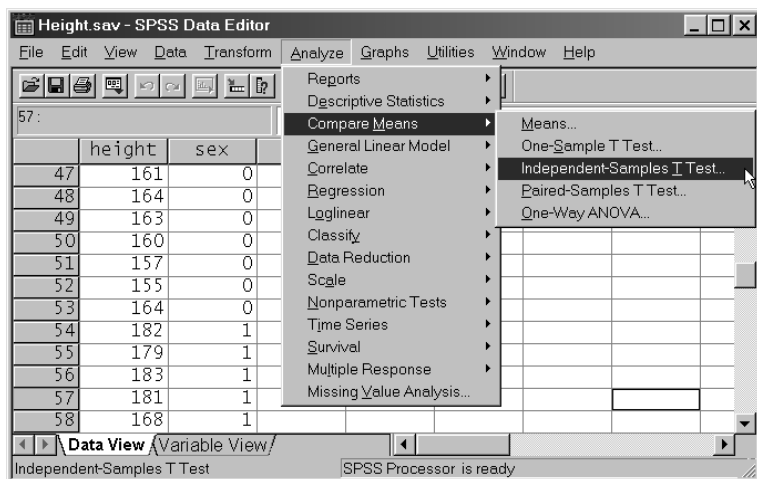 Height.sav - SPSS Data Editor
File Edit View Data Transform Analyze Graphs Utilities Window Help
57 :
height sex
47 161 0
48 164 0
49 163 0
50 160 0
51 157 0
52 155 0
53 164 0
54 182 1
55 179 1
56 183 1
57 181 1
58 168 1
Reports
Descriptive Statistics
Compare Means
General Linear Model
Correlate
Regression
Loglinear
Classify
Data Reduction
Scale
Nonparametric Tests
Time Series
Survival
Multiple Response
Missing Value Analysis...
Means...
One-Sample T Test...
Independent-Samples T Test...
Paired-Samples T Test...
One-Way ANOVA...
Data View Variable View
Independent-Samples T Test SPSS Processor is ready